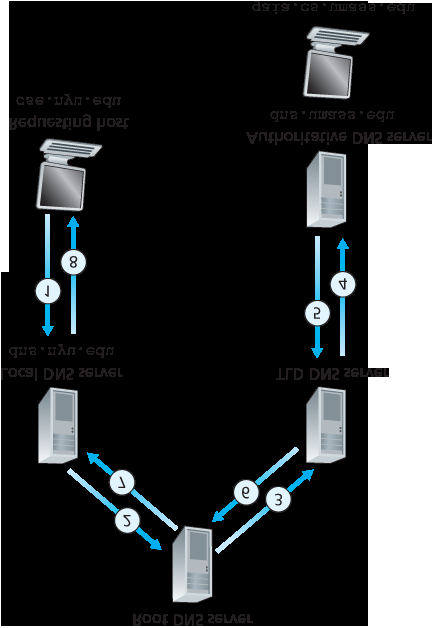 Root DNS server
2
3
6
7
Local DNS server
dns.nyu.edu
TLD DNS server
5
1
4
8
Requesting host
cse.nyu.edu
Authoritative DNS server
dns.umass.edu
gaia.cs.umass.edu